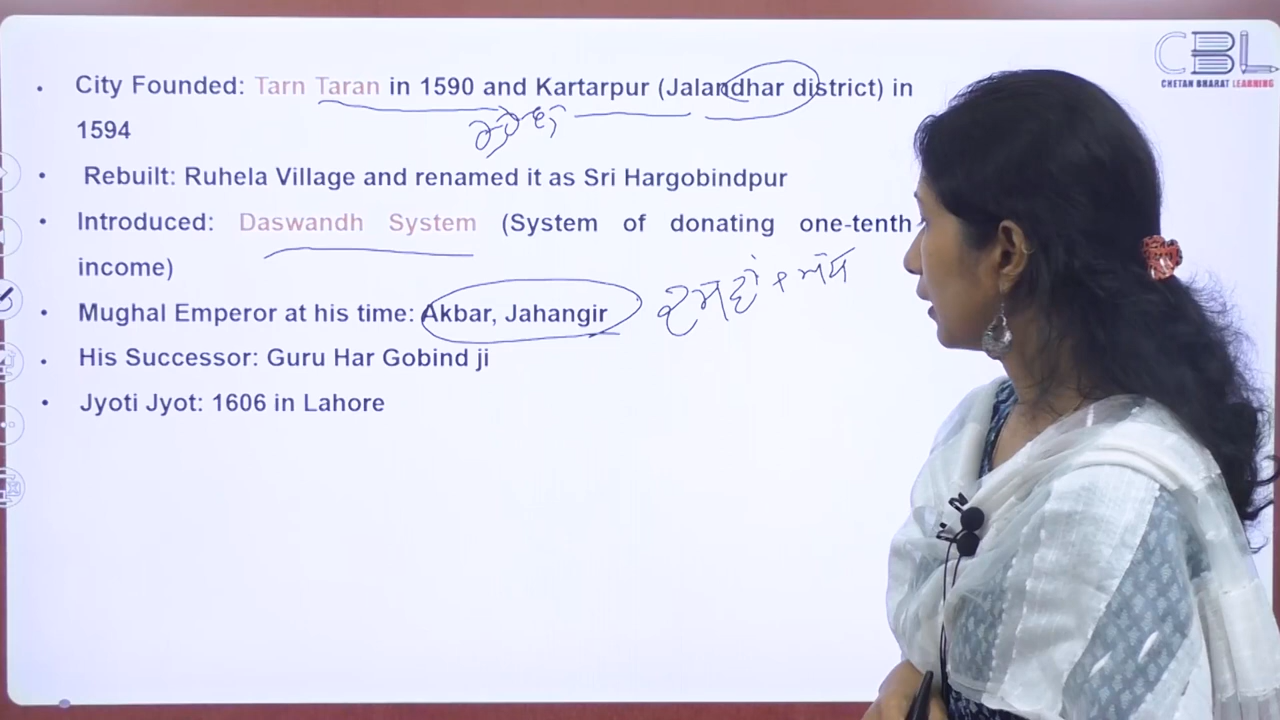 CBL
CHETAN BHARAT LEARNING
• City Founded: Tarn Taran in 1590 and Kartarpur (Jalandhar district) in
1594
• Rebuilt: Ruhela Village and renamed it as Sri Hargobindpur
• Introduced: Daswandh System (System of donating one-tenth
income)
• Mughal Emperor at his time: Akbar, Jahangir
ਦਸਵਾਂ + ਅੰਸ਼
• His Successor: Guru Har Gobind ji
• Jyoti Jyot: 1606 in Lahore